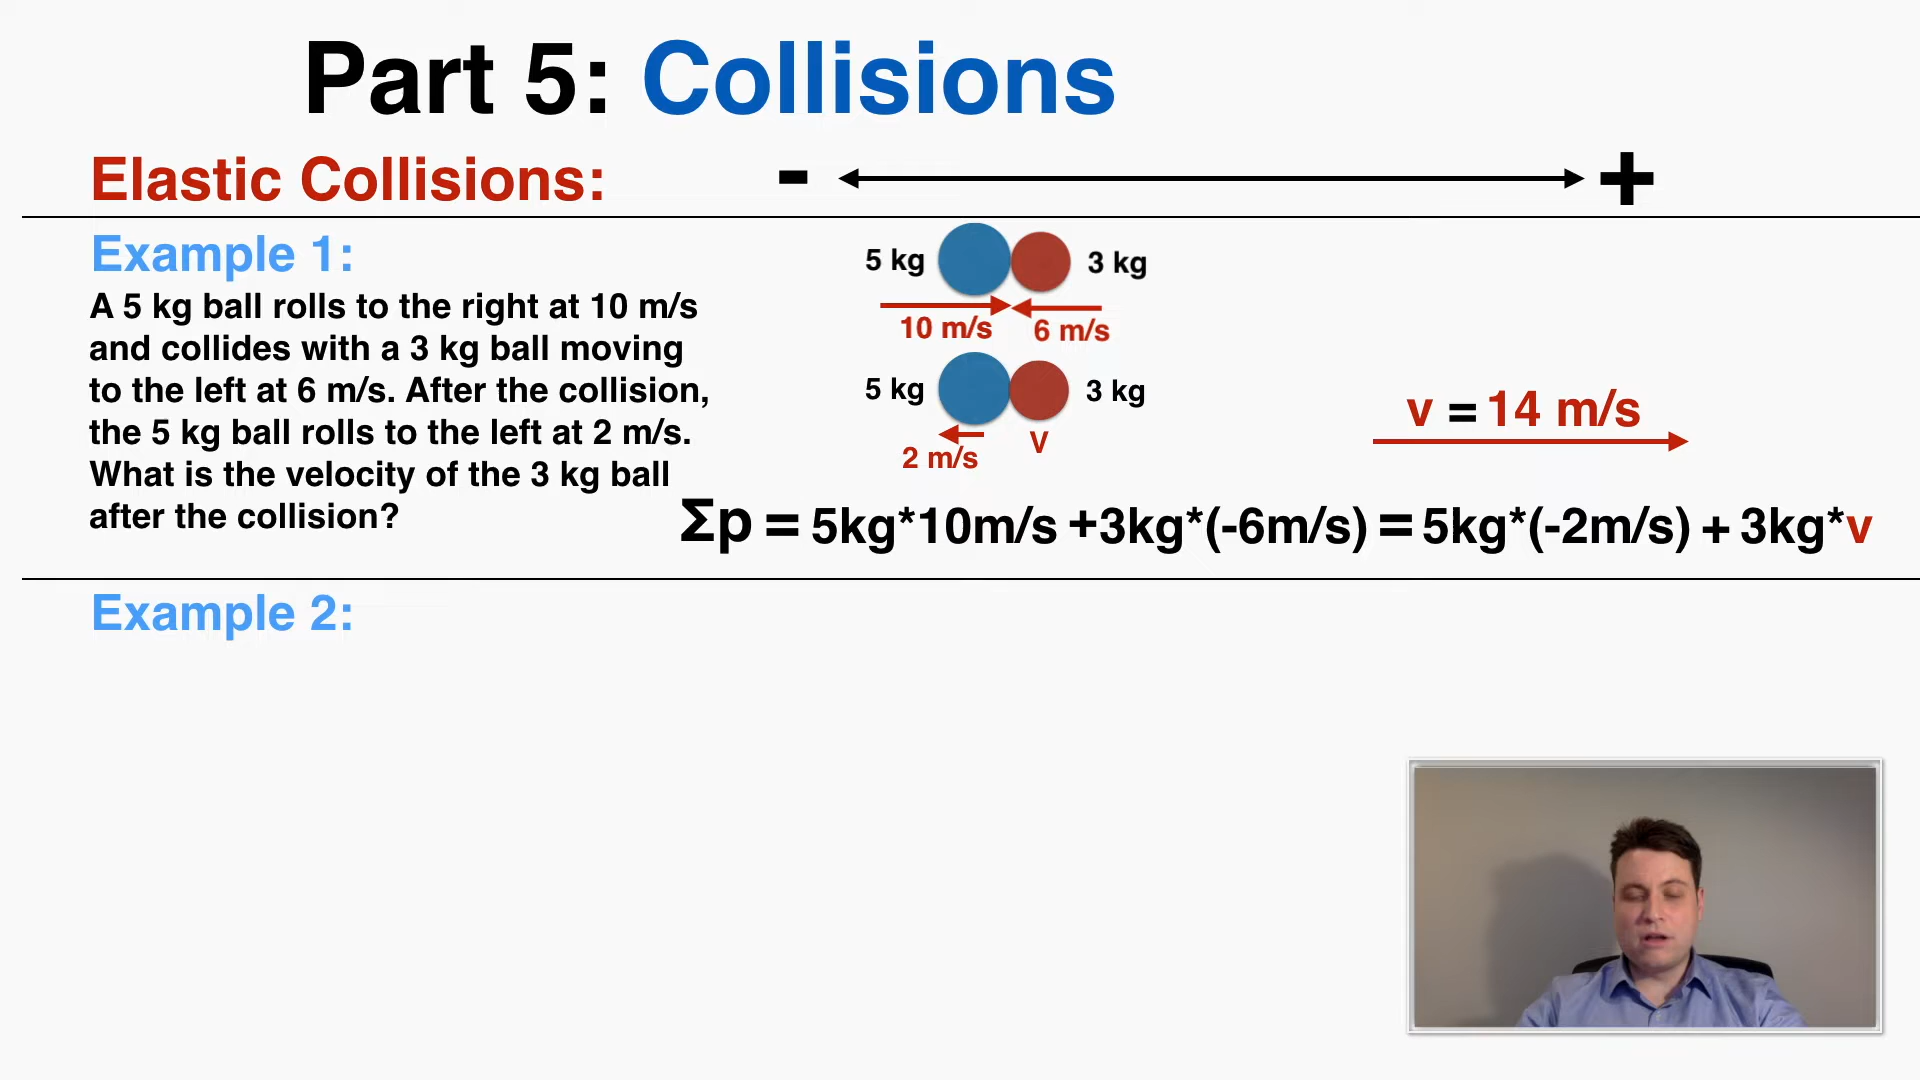 Part 5: Collisions
Elastic Collisions:
- +
Example 1:
A 5 kg ball rolls to the right at 10 m/s
and collides with a 3 kg ball moving
to the left at 6 m/s. After the collision,
the 5 kg ball rolls to the left at 2 m/s.
What is the velocity of the 3 kg ball
after the collision?
5 kg 3 kg
10 m/s 6 m/s
5 kg 3 kg
2 m/s v
v = 14 m/s
Σp = 5kg*10m/s +3kg*(-6m/s) = 5kg*(-2m/s) + 3kg*v
Example 2: